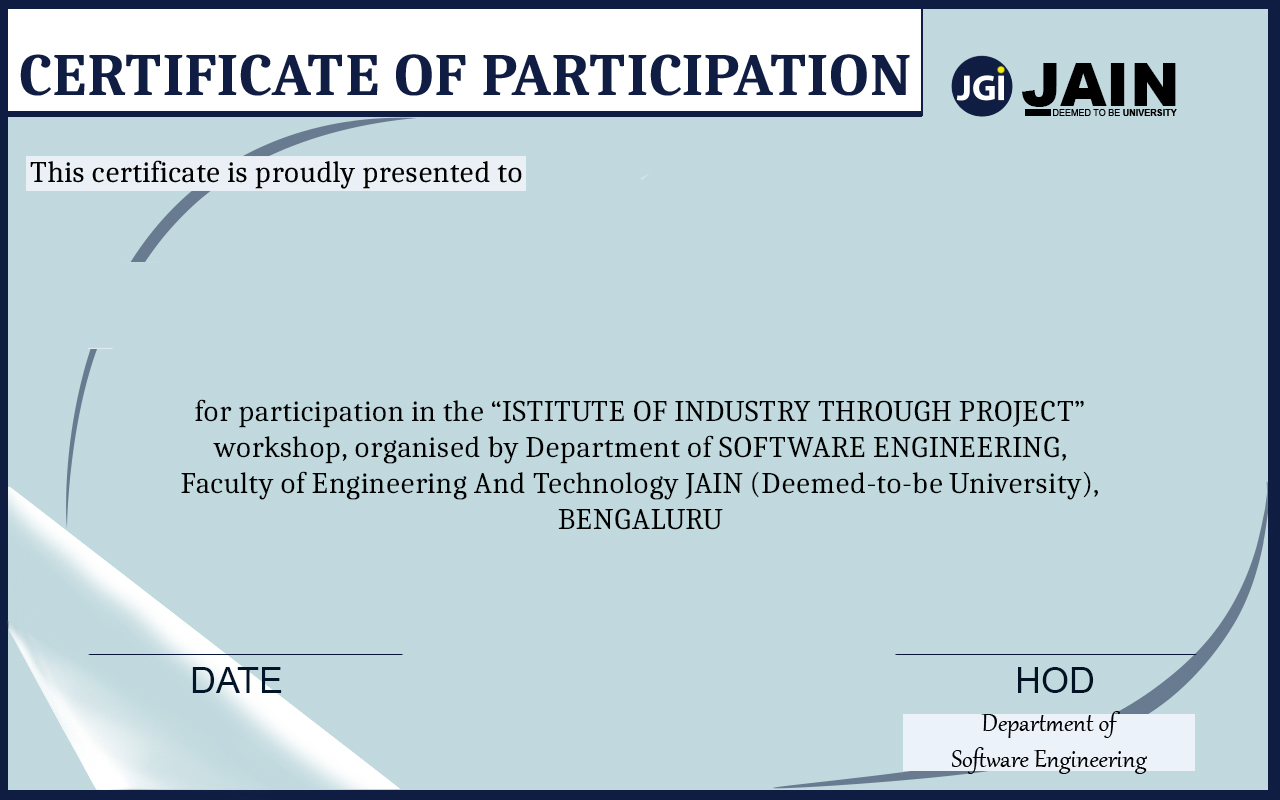 CERTIFICATE OF PARTICIPATION
JGi JAIN
DEEMED TO BE UNIVERSITY
This certificate is proudly presented to
for participation in the “ISTITUTE OF INDUSTRY THROUGH PROJECT”
workshop, organised by Department of SOFTWARE ENGINEERING,
Faculty of Engineering And Technology JAIN (Deemed-to-be University),
BENGALURU
DATE
HOD
Department of
Software Engineering